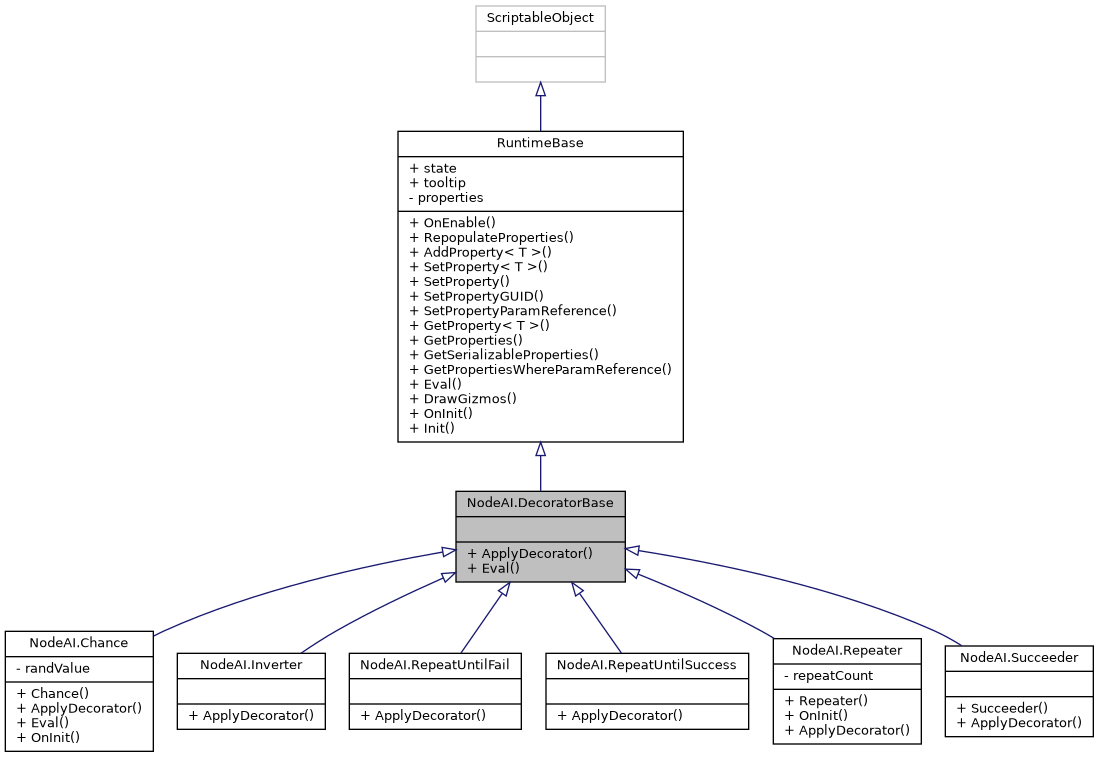 ScriptableObject
RuntimeBase
+ state
+ tooltip
- properties
+ OnEnable()
+ RepopulateProperties()
+ AddProperty< T >()
+ SetProperty< T >()
+ SetProperty()
+ SetPropertyGUID()
+ SetPropertyParamReference()
+ GetProperty< T >()
+ GetProperties()
+ GetSerializableProperties()
+ GetPropertiesWhereParamReference()
+ Eval()
+ DrawGizmos()
+ OnInit()
+ Init()
NodeAI.DecoratorBase
+ ApplyDecorator()
+ Eval()
NodeAI.Chance
- randValue
+ Chance()
+ ApplyDecorator()
+ Eval()
+ OnInit()
NodeAI.Inverter
+ ApplyDecorator()
NodeAI.RepeatUntilFail
+ ApplyDecorator()
NodeAI.RepeatUntilSuccess
+ ApplyDecorator()
NodeAI.Repeater
- repeatCount
+ Repeater()
+ OnInit()
+ ApplyDecorator()
NodeAI.Succeeder
+ Succeeder()
+ ApplyDecorator()